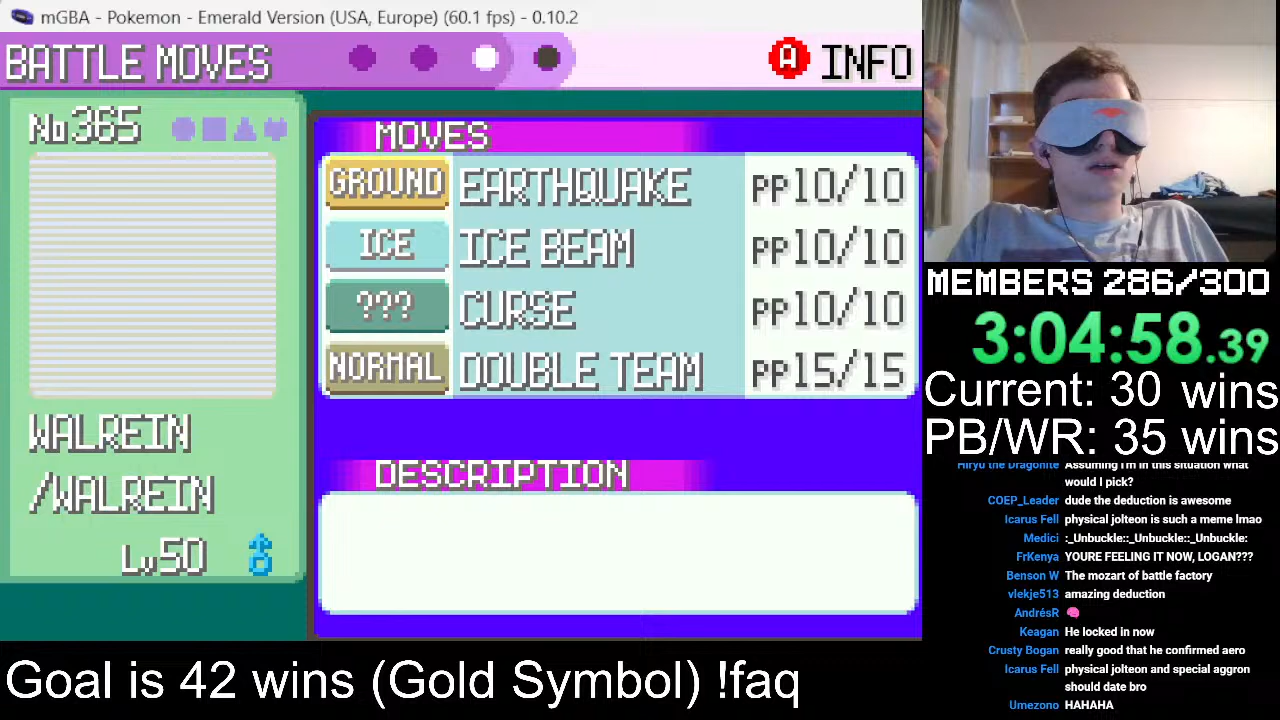 mGBA - Pokemon - Emerald Version (USA, Europe) (60.1 fps) - 0.10.2
BATTLE MOVES
A INFO
No365
MOVES
GROUND EARTHQUAKE PP10/10
ICE ICE BEAM PP10/10
??? CURSE PP10/10
NORMAL DOUBLE TEAM PP15/15
WALREIN
/WALREIN
Lv50 ♂
DESCRIPTION
MEMBERS 286/300
3:04:58.39
Current: 30 wins
PB/WR: 35 wins
Hiryu the Dragonite Assuming I'm in this situation what
would I pick?
COEP_Leader dude the deduction is awesome
Icarus Fell physical jolteon is such a meme lmao
Medici :_Unbuckle::_Unbuckle::_Unbuckle:
FrKenya YOURE FEELING IT NOW, LOGAN???
Benson W The mozart of battle factory
vlekje513 amazing deduction
AndrésR 🧠
Keagan He locked in now
Crusty Bogan really good that he confirmed aero
Icarus Fell physical jolteon and special aggron
should date bro
Umezono HAHAHA
Goal is 42 wins (Gold Symbol) !faq